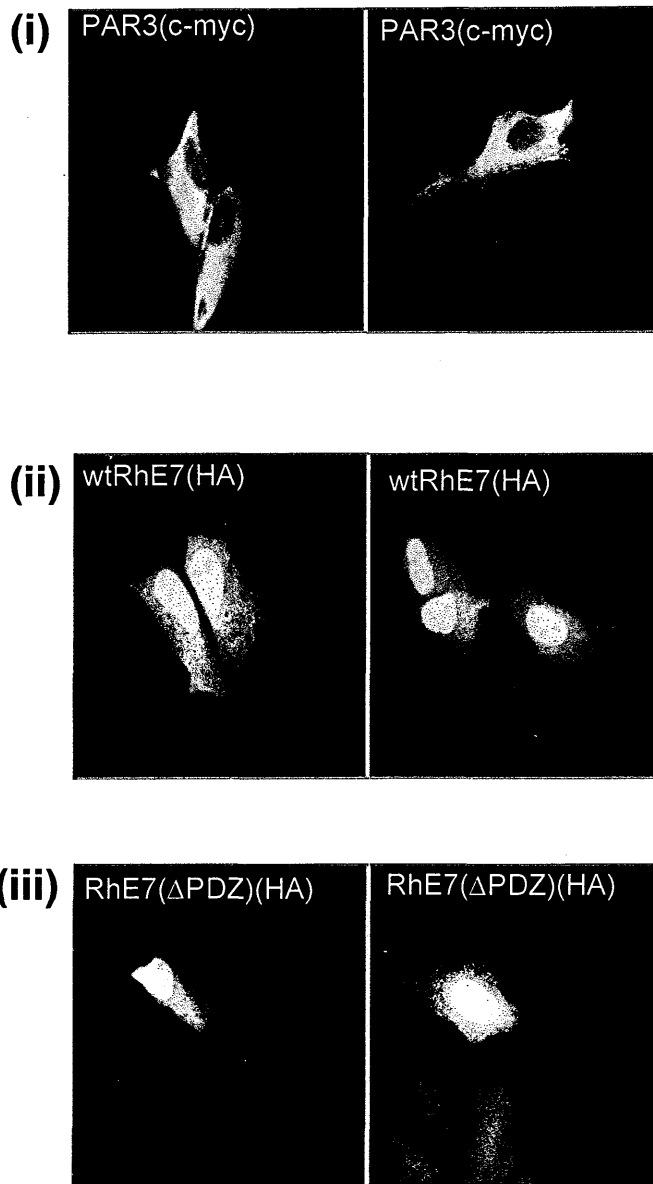 (i)
PAR3(c-myc)
PAR3(c-myc)
(ii)
wtRhE7(HA)
wtRhE7(HA)
(iii)
RhE7(ΔPDZ)(HA)
RhE7(ΔPDZ)(HA)